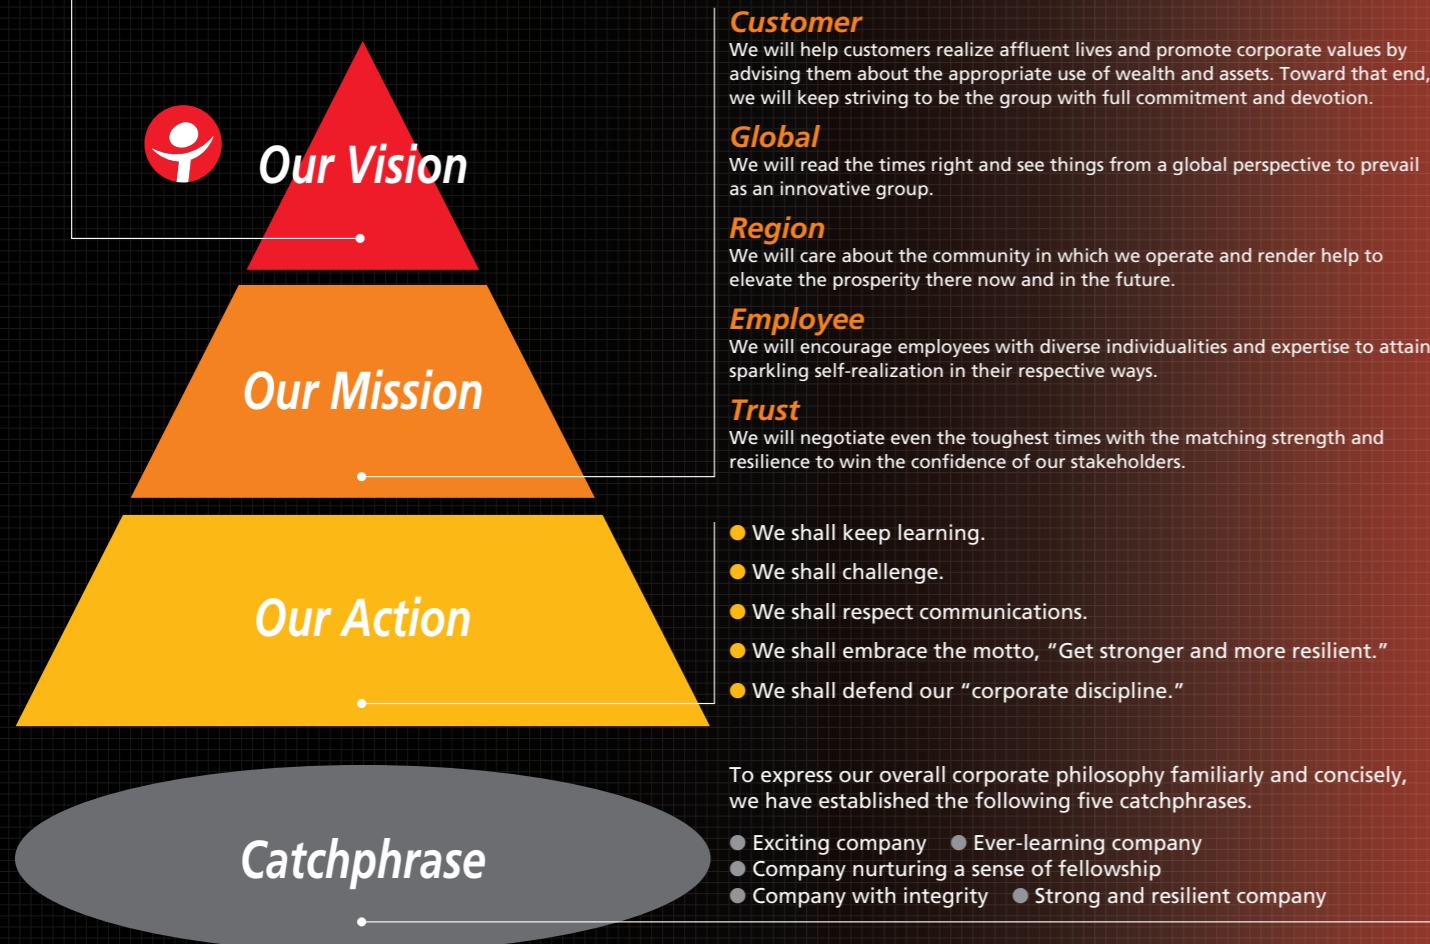 Our Vision
Our Mission
Our Action
Catchphrase
Customer
We will help customers realize affluent lives and promote corporate values by
advising them about the appropriate use of wealth and assets. Toward that end,
we will keep striving to be the group with full commitment and devotion.
Global
We will read the times right and see things from a global perspective to prevail
as an innovative group.
Region
We will care about the community in which we operate and render help to
elevate the prosperity there now and in the future.
Employee
We will encourage employees with diverse individualities and expertise to attain
sparkling self-realization in their respective ways.
Trust
We will negotiate even the toughest times with the matching strength and
resilience to win the confidence of our stakeholders.
● We shall keep learning.
● We shall challenge.
● We shall respect communications.
● We shall embrace the motto, “Get stronger and more resilient.”
● We shall defend our “corporate discipline.”
To express our overall corporate philosophy familiarly and concisely,
we have established the following five catchphrases.
● Exciting company ● Ever-learning company
● Company nurturing a sense of fellowship
● Company with integrity ● Strong and resilient company